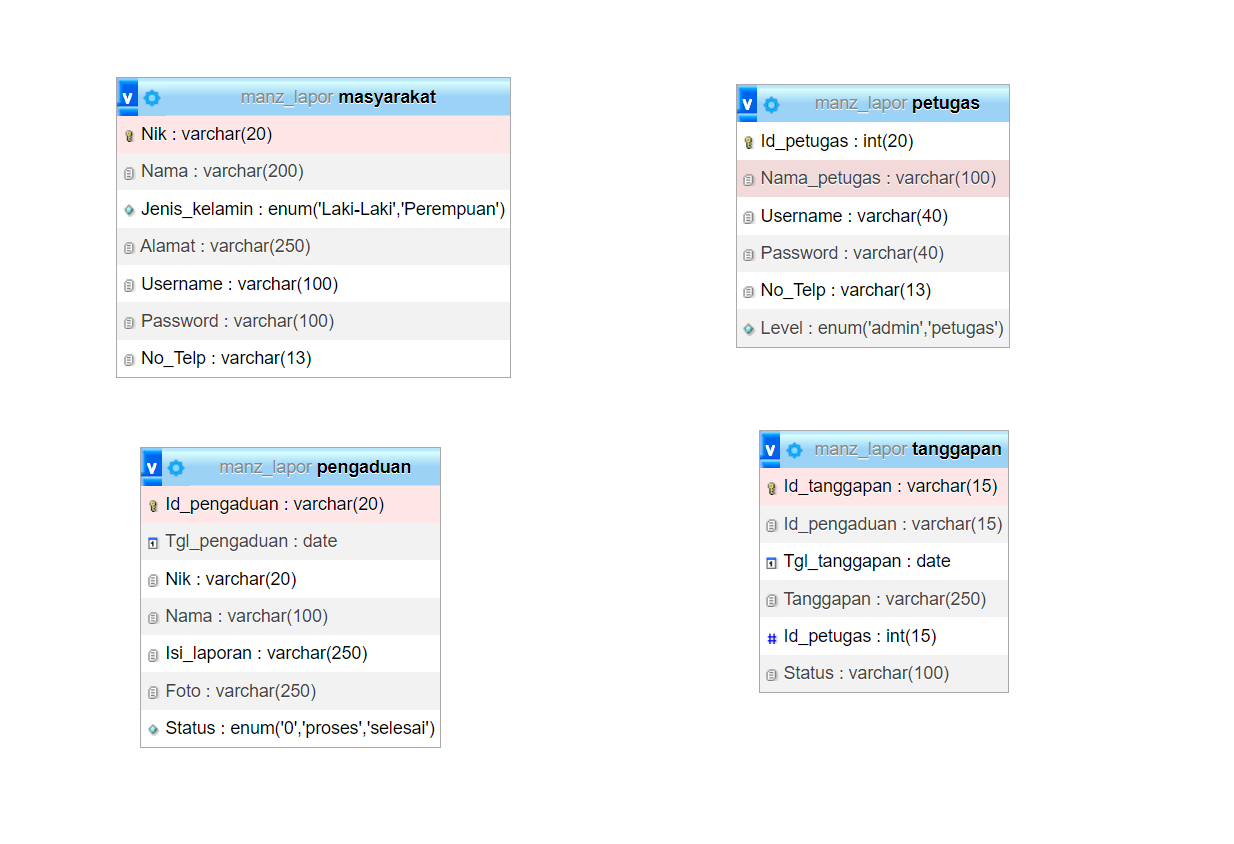 manz_lapor masyarakat
Nik : varchar(20)
Nama : varchar(200)
Jenis_kelamin : enum('Laki-Laki','Perempuan')
Alamat : varchar(250)
Username : varchar(100)
Password : varchar(100)
No_Telp : varchar(13)
manz_lapor petugas
Id_petugas : int(20)
Nama_petugas : varchar(100)
Username : varchar(40)
Password : varchar(40)
No_Telp : varchar(13)
Level : enum('admin','petugas')
manz_lapor pengaduan
Id_pengaduan : varchar(20)
Tgl_pengaduan : date
Nik : varchar(20)
Nama : varchar(100)
Isi_laporan : varchar(250)
Foto : varchar(250)
Status : enum('0','proses','selesai')
manz_lapor tanggapan
Id_tanggapan : varchar(15)
Id_pengaduan : varchar(15)
Tgl_tanggapan : date
Tanggapan : varchar(250)
Id_petugas : int(15)
Status : varchar(100)